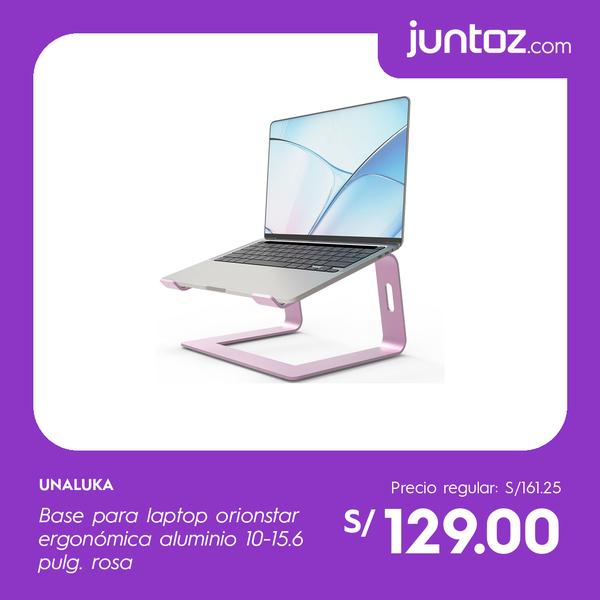 juntoz.com
UNALUKA
Base para laptop orionstar
ergonómica aluminio 10-15.6
pulg. rosa
Precio regular: S/161.25
S/129.00